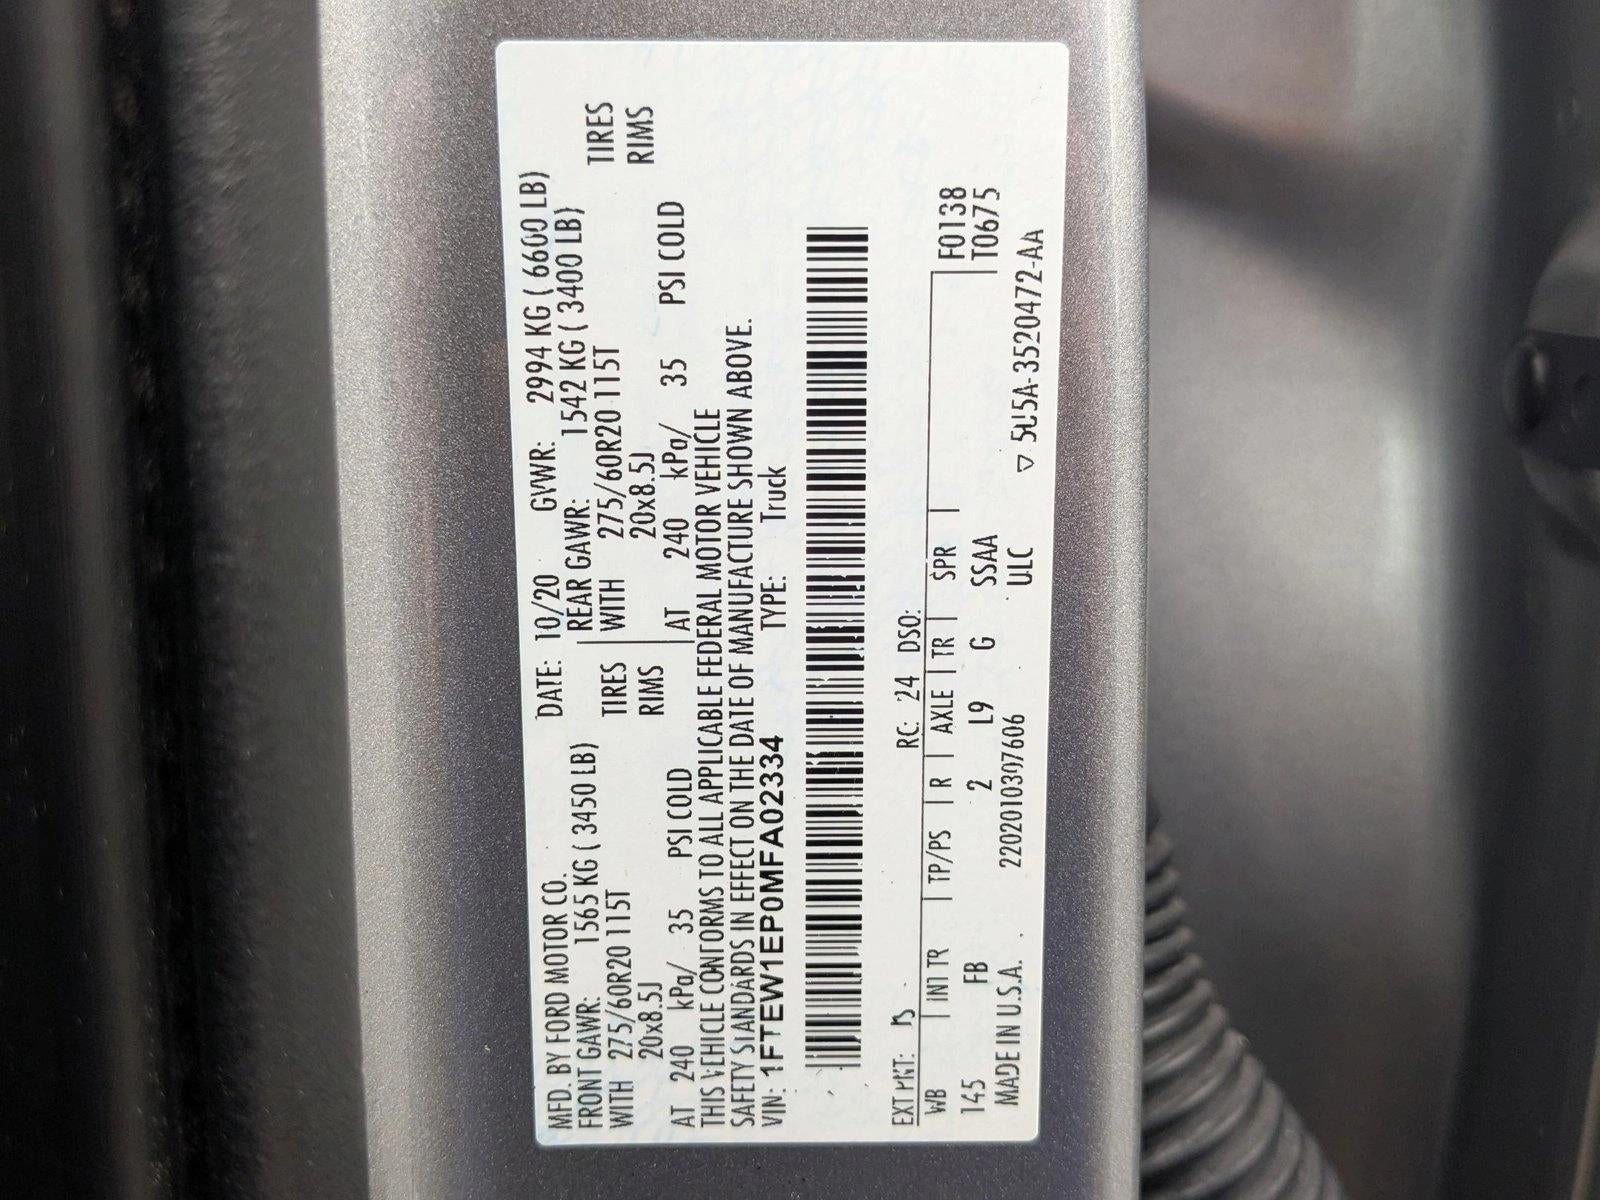 MFD. BY FORD MOTOR CO. DATE: 10/20 GVWR: 2994 KG ( 6600 LB)
FRONT GAWR: 1565 KG ( 3450 LB) REAR GAWR: 1542 KG ( 3400 LB)
WITH 275/60R20 115T TIRES WITH 275/60R20 115T TIRES
20x8.5J RIMS 20x8.5J RIMS
AT 240 kPa/ 35 PSI COLD AT 240 kPa/ 35 PSI COLD
THIS VEHICLE CONFORMS TO ALL APPLICABLE FEDERAL MOTOR VEHICLE
SAFETY STANDARDS IN EFFECT ON THE DATE OF MANUFACTURE SHOWN ABOVE.
VIN: 1FTEW1EP0MFA02334 TYPE: Truck
EXT PNT: RC: 24 DSO:
WB INT TR TP/PS R AXLE TR SPR F0138
145 FB 2 L9 G SSAA T0675
MADE IN U.S.A. 2202010307606 ULC ▽ 5U5A-3520472-AA